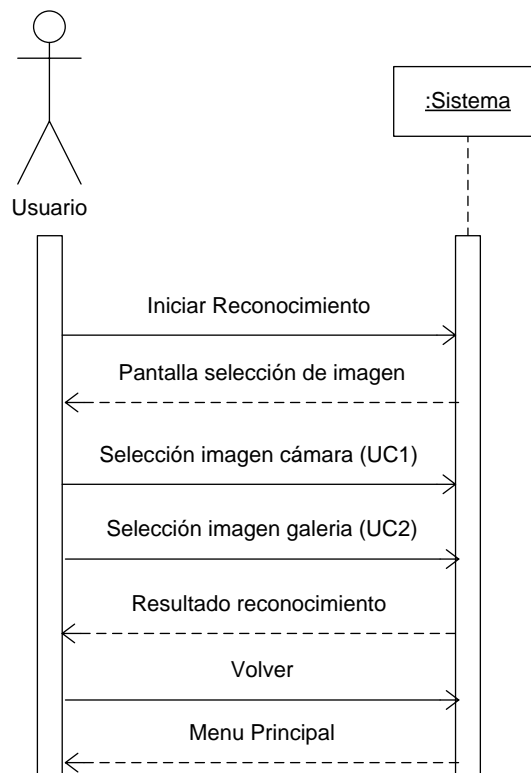 :Sistema
Usuario
Iniciar Reconocimiento
Pantalla selección de imagen
Selección imagen cámara (UC1)
Selección imagen galeria (UC2)
Resultado reconocimiento
Volver
Menu Principal